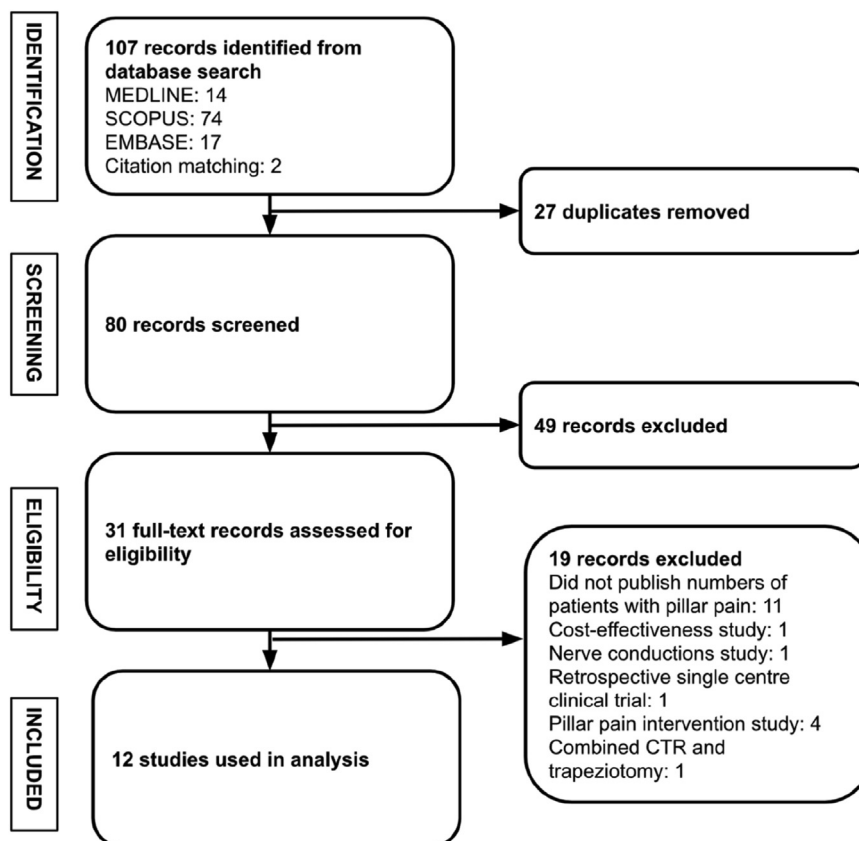 IDENTIFICATION
107 records identified from
database search
MEDLINE: 14
SCOPUS: 74
EMBASE: 17
Citation matching: 2
27 duplicates removed
SCREENING
80 records screened
49 records excluded
ELIGIBILITY
31 full-text records assessed for
eligibility
19 records excluded
Did not publish numbers of
patients with pillar pain: 11
Cost-effectiveness study: 1
Nerve conductions study: 1
Retrospective single centre
clinical trial: 1
Pillar pain intervention study: 4
Combined CTR and
trapeziotomy: 1
INCLUDED
12 studies used in analysis